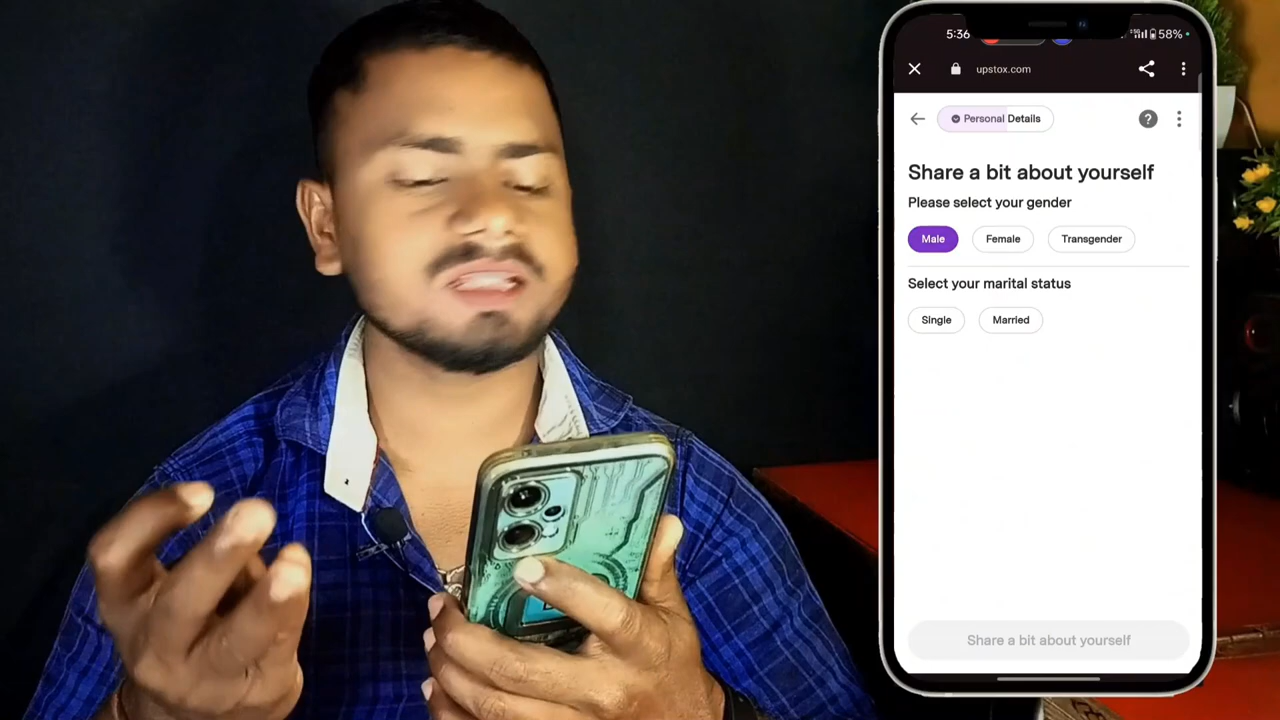 5:36
58%
upstox.com
Personal Details
?
Share a bit about yourself
Please select your gender
Male
Female
Transgender
Select your marital status
Single
Married
Share a bit about yourself